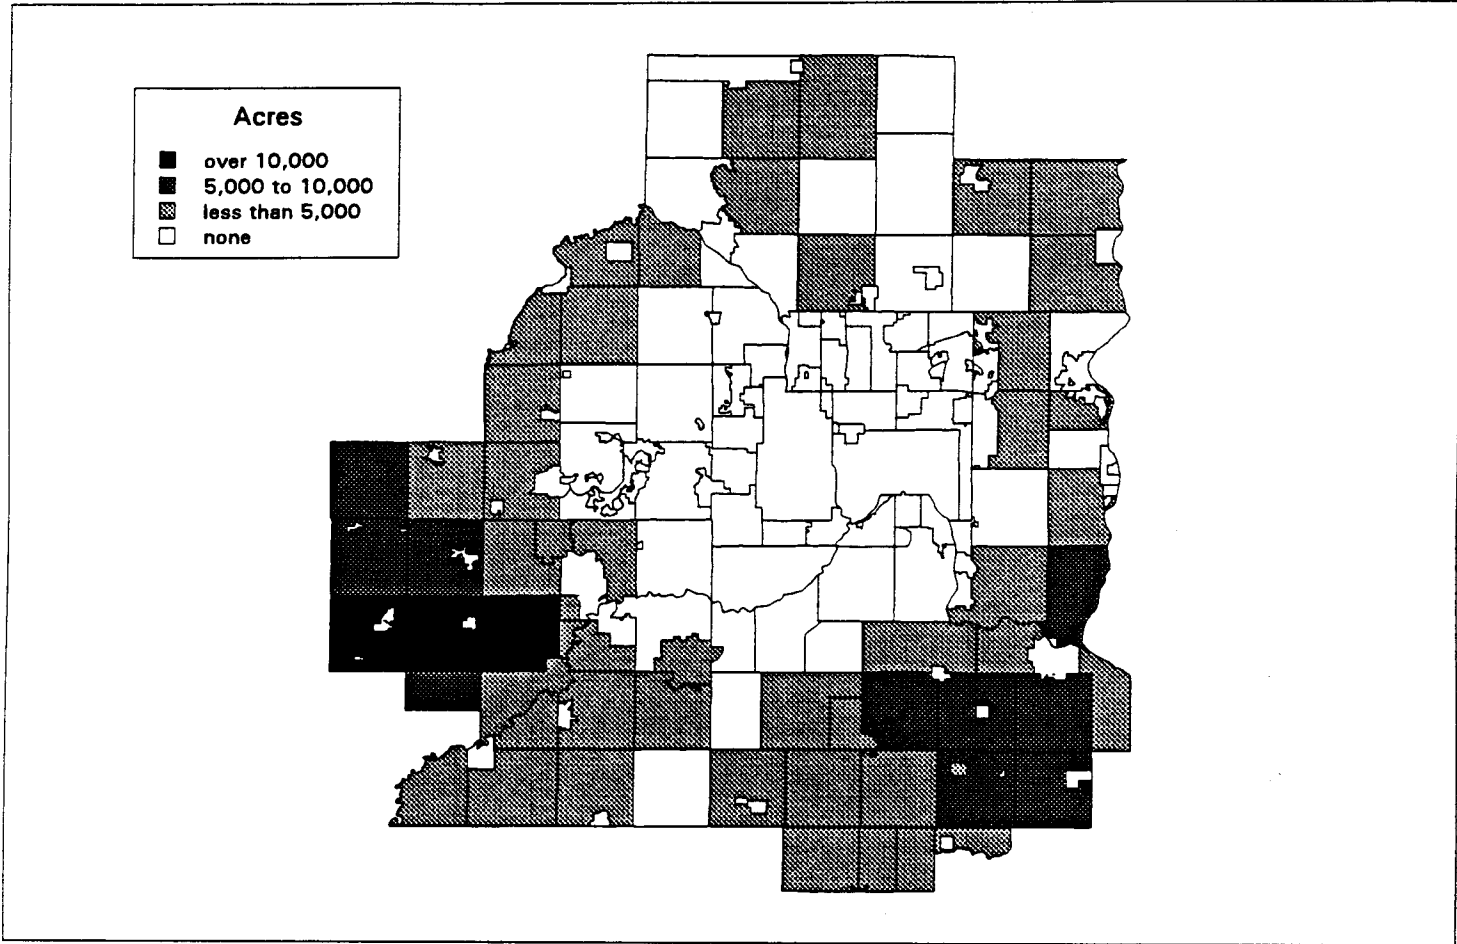 Acres
over 10,000
5,000 to 10,000
less than 5,000
none